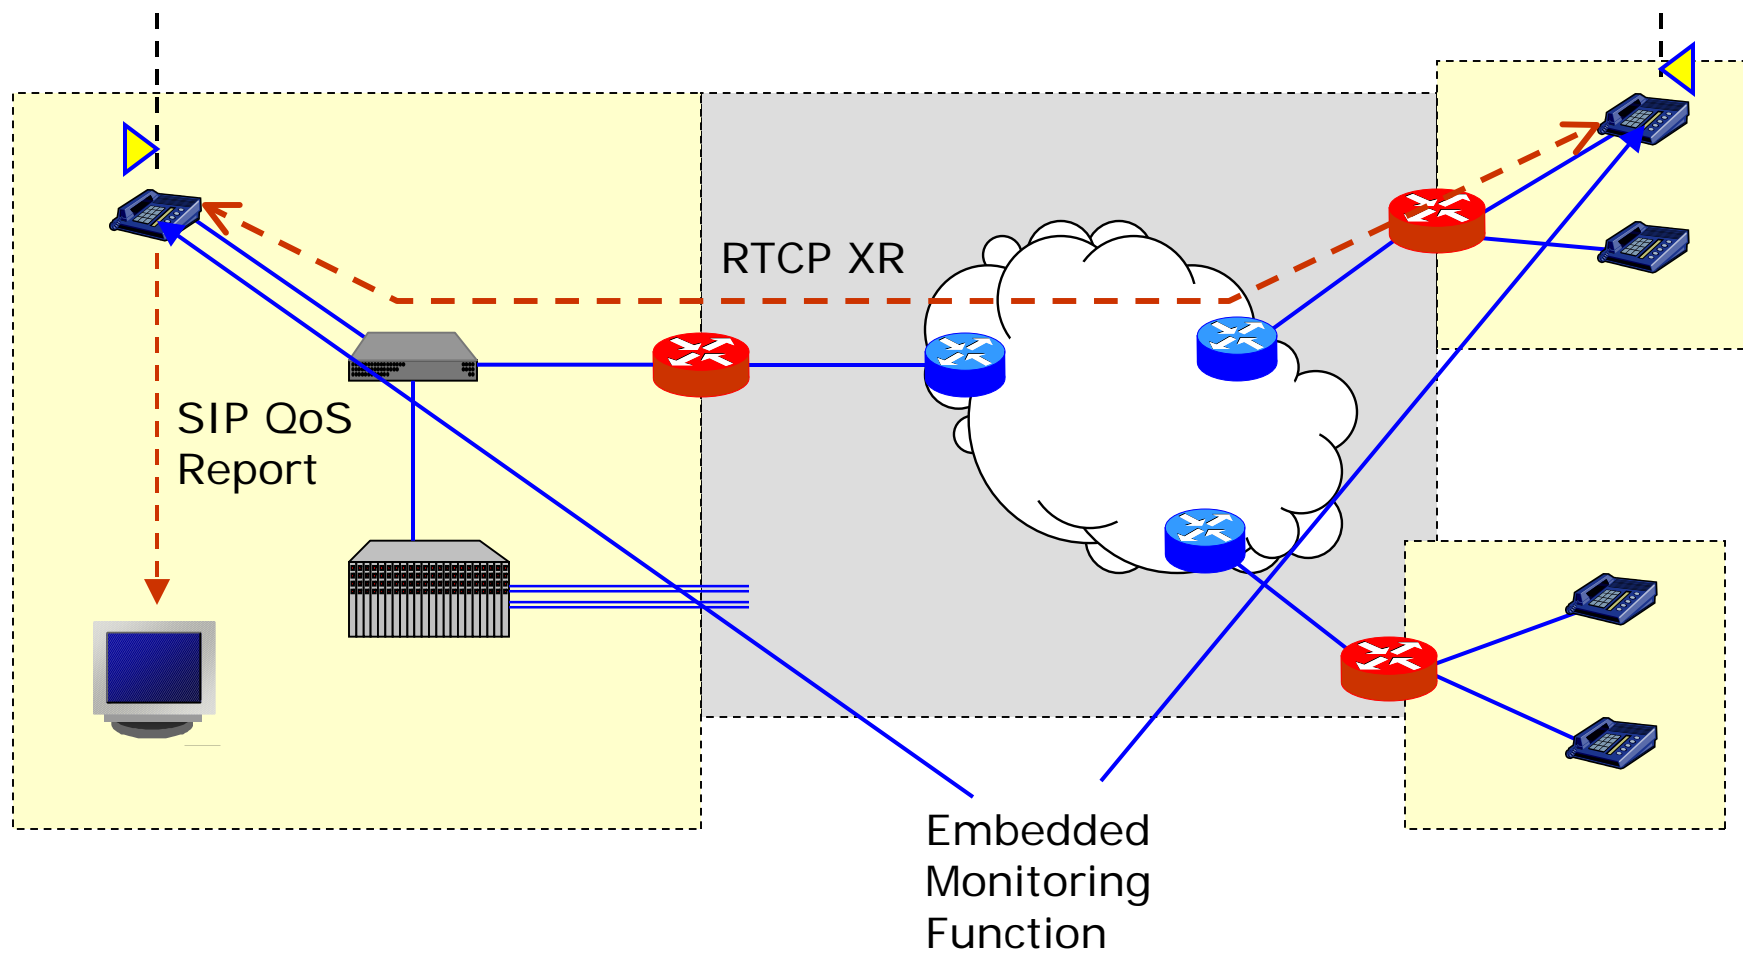 RTCP XR
SIP QoS
Report
Embedded
Monitoring
Function